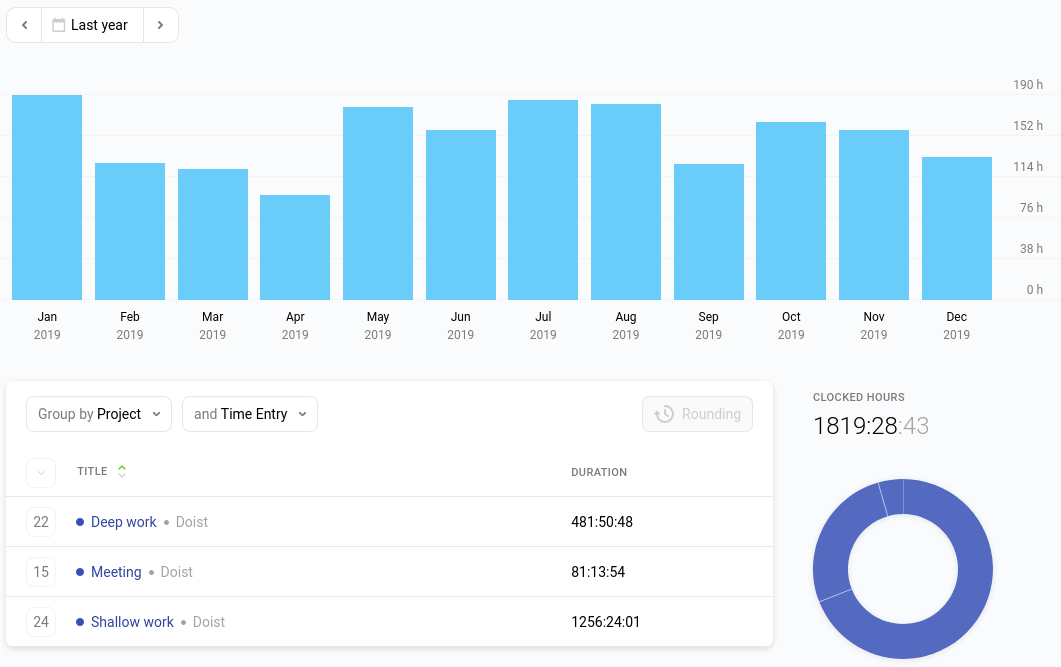 Last year
190 h
152 h
114 h
76 h
38 h
0 h
Jan Feb Mar Apr May Jun Jul Aug Sep Oct Nov Dec
2019 2019 2019 2019 2019 2019 2019 2019 2019 2019 2019 2019
Group by Project and Time Entry Rounding
TITLE DURATION
22 Deep work • Doist 481:50:48
15 Meeting • Doist 81:13:54
24 Shallow work • Doist 1256:24:01
CLOCKED HOURS
1819:28:43